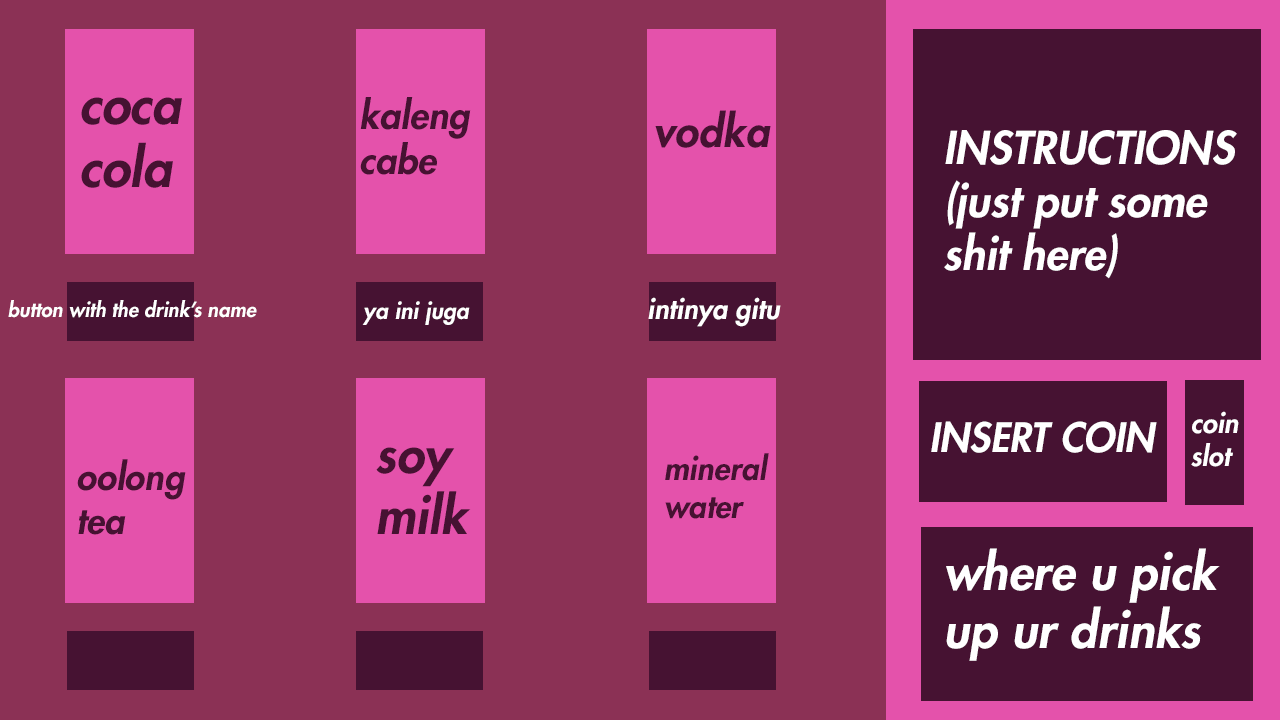 coca
cola
kaleng
cabe
vodka
button with the drink’s name
ya ini juga
intinya gitu
oolong
tea
soy
milk
mineral
water
INSTRUCTIONS
(just put some
shit here)
INSERT COIN
coin
slot
where u pick
up ur drinks